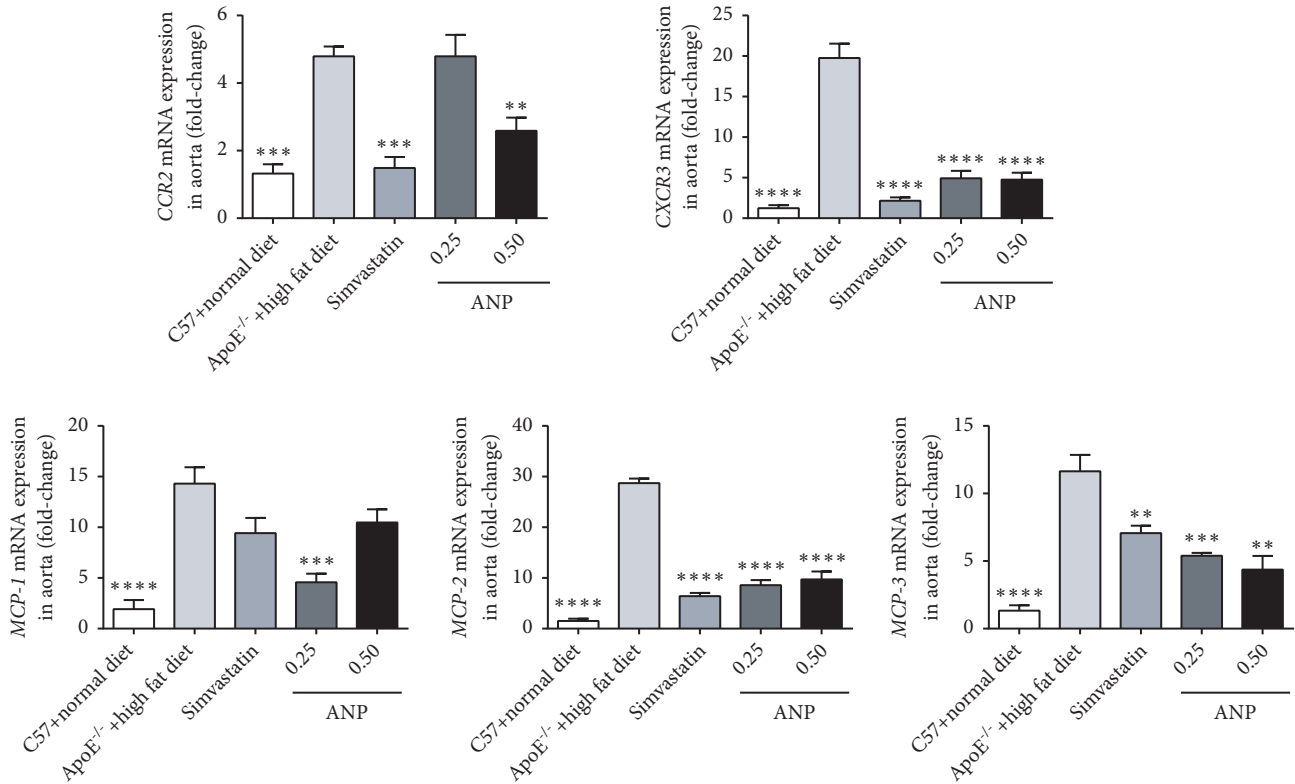 CCR2 mRNA expression
in aorta (fold-change)
6
4
2
0
***
***
**
C57+normal diet
ApoE-/- +high fat diet
Simvastatin
0.25
0.50
ANP
CXCR3 mRNA expression
in aorta (fold-change)
25
20
15
10
5
0
****
****
****
****
C57+normal diet
ApoE-/- +high fat diet
Simvastatin
0.25
0.50
ANP
MCP-1 mRNA expression
in aorta (fold-change)
20
15
10
5
0
****
***
C57+normal diet
ApoE-/- +high fat diet
Simvastatin
0.25
0.50
ANP
MCP-2 mRNA expression
in aorta (fold-change)
40
30
20
10
0
****
****
****
****
C57+normal diet
ApoE-/- +high fat diet
Simvastatin
0.25
0.50
ANP
MCP-3 mRNA expression
in aorta (fold-change)
15
10
5
0
****
**
***
**
C57+normal diet
ApoE-/- +high fat diet
Simvastatin
0.25
0.50
ANP